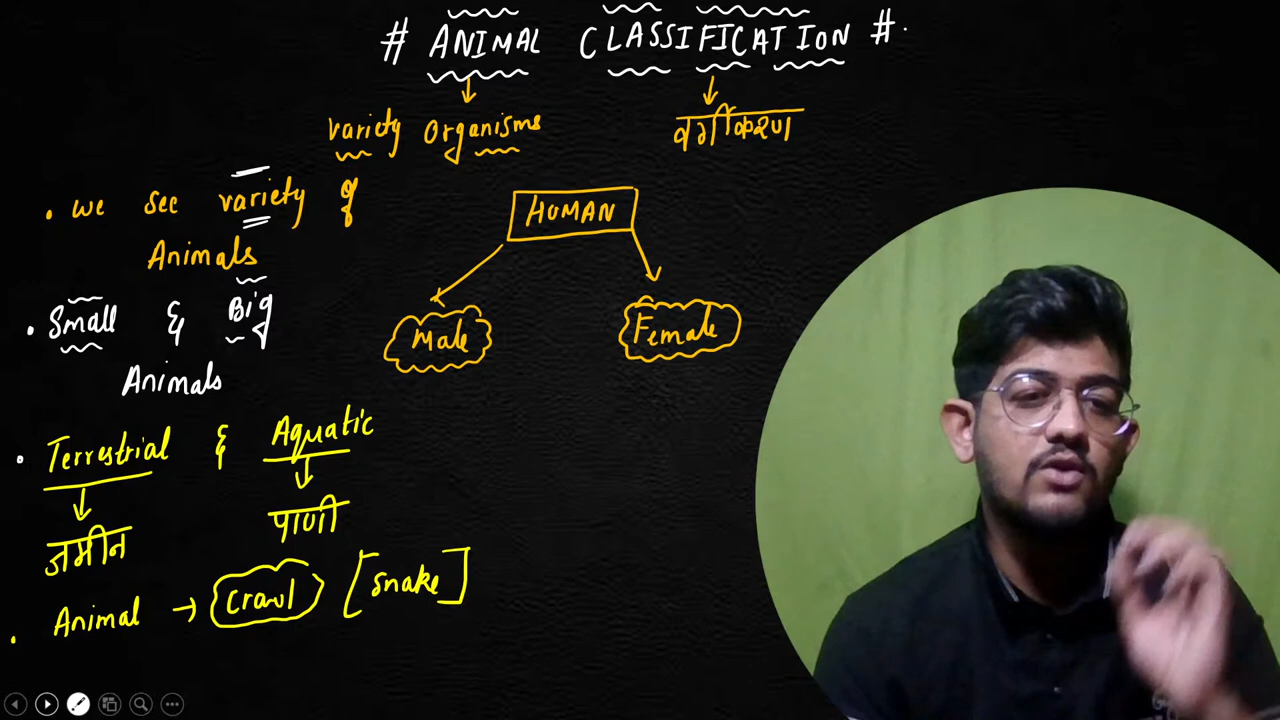 # ANIMAL CLASSIFICATION #
variety organisms
वर्गीकरण
• we see variety of
Animals
HUMAN
Male
Female
• Small & Big
Animals
• Terrestrial & Aquatic
जमीन
पाणी
• Animal → Crawl [snake]